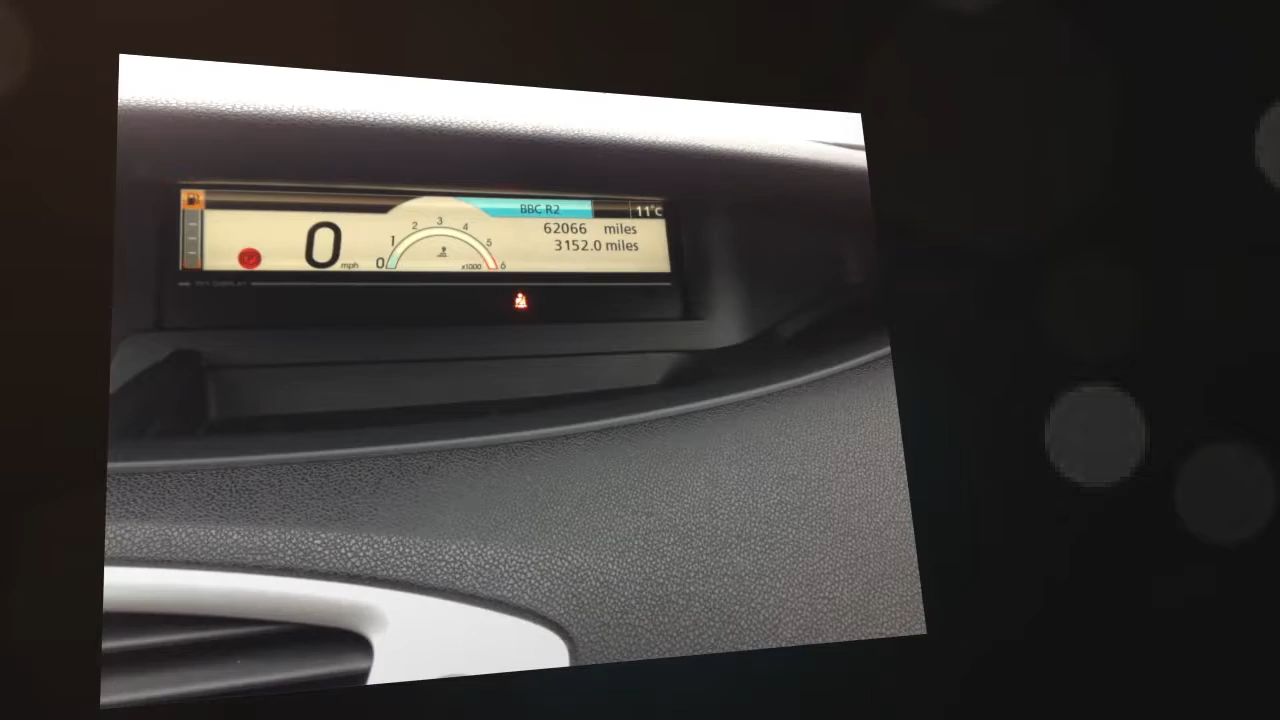 BBC R2
11°C
62066 miles
3152.0 miles
0 mph
0 1 2 3 4 5 6
x1000